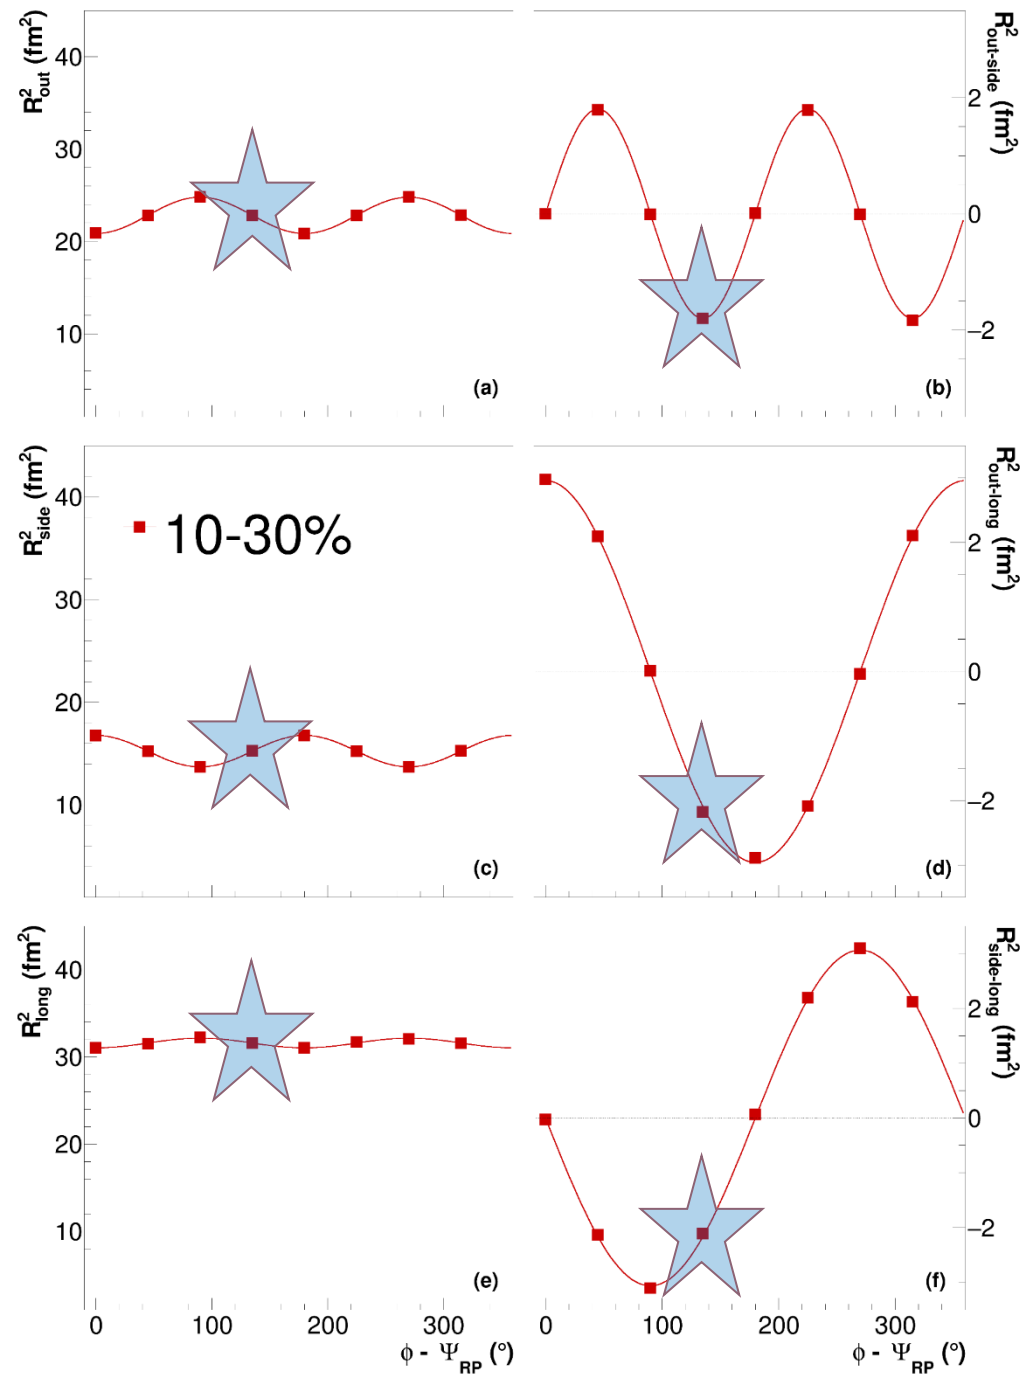 R²out (fm²)
40
30
20
10
(a)
R²out-side (fm²)
2
0
−2
(b)
R²side (fm²)
40
30
20
10
10-30%
(c)
R²out-long (fm²)
2
0
−2
(d)
R²long (fm²)
40
30
20
10
(e)
0 100 200 300
ϕ - ΨRP (°)
R²side-long (fm²)
2
0
−2
(f)
0 100 200 300
ϕ - ΨRP (°)